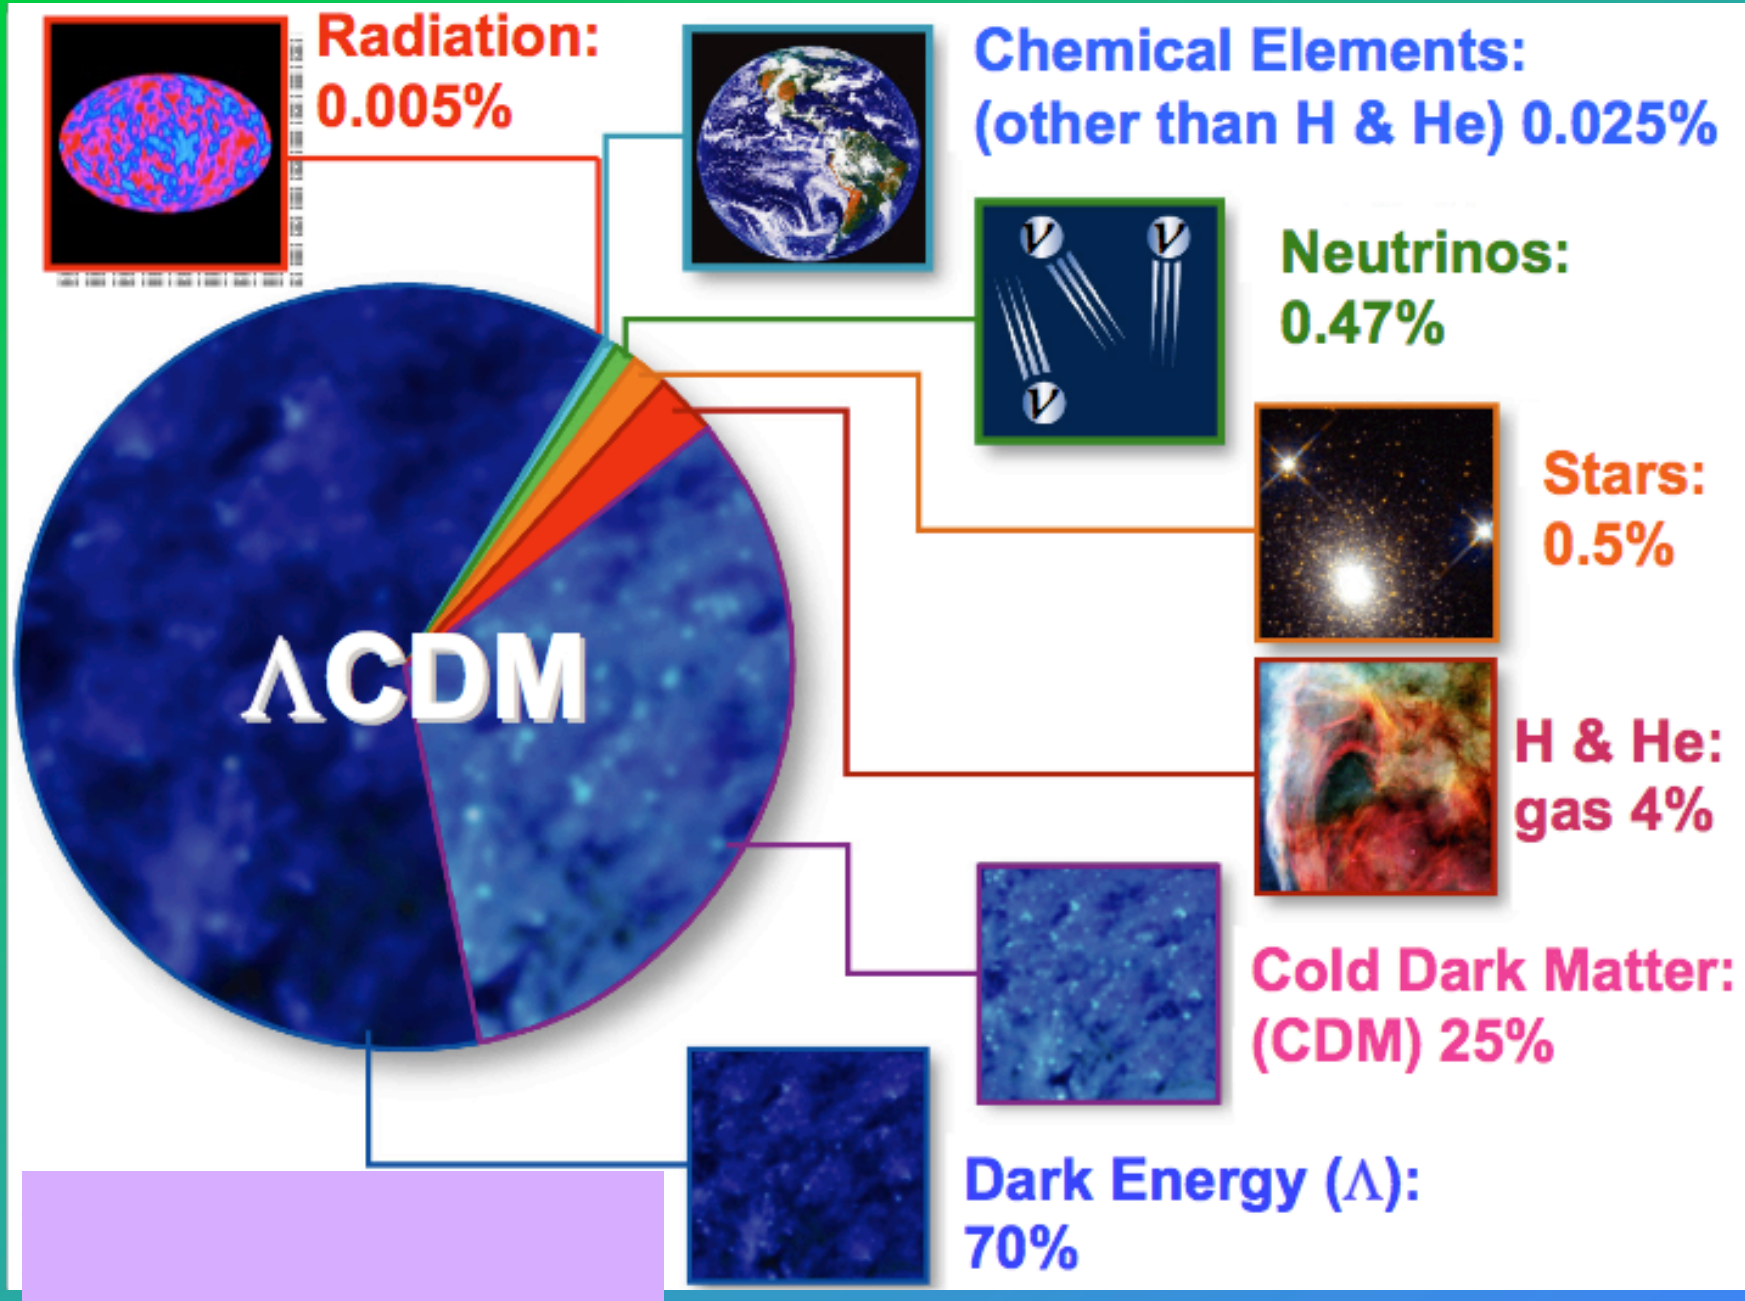 Radiation:
0.005%
Chemical Elements:
(other than H & He) 0.025%
ν
ν
ν
Neutrinos:
0.47%
Stars:
0.5%
ΛCDM
H & He:
gas 4%
Cold Dark Matter:
(CDM) 25%
Dark Energy (Λ):
70%